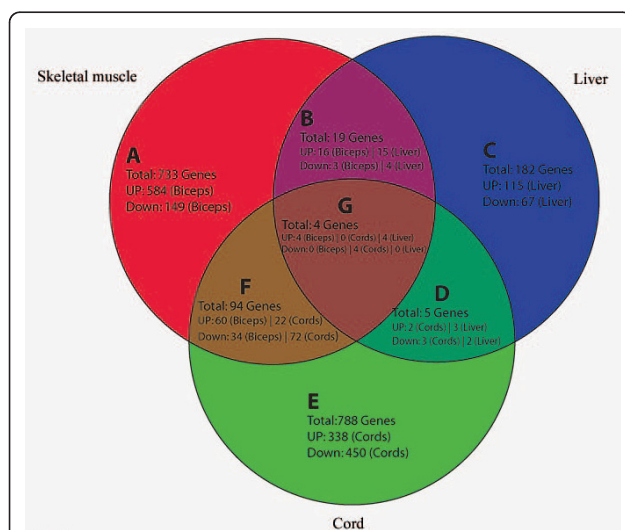 Skeletal muscle
Liver
B
Total: 19 Genes
UP: 16 (Biceps) | 15 (Liver)
Down: 3 (Biceps) | 4 (Liver)
A
Total: 733 Genes
UP: 584 (Biceps)
Down: 149 (Biceps)
C
Total: 182 Genes
UP: 115 (Liver)
Down: 67 (Liver)
G
Total: 4 Genes
UP: 4 (Biceps) | 0 (Cords) | 4 (Liver)
Down: 0 (Biceps) | 4 (Cords) | 0 (Liver)
F
Total: 94 Genes
UP: 60 (Biceps) | 22 (Cords)
Down: 34 (Biceps) | 72 (Cords)
D
Total: 5 Genes
UP: 2 (Cords) | 3 (Liver)
Down: 3 (Cords) | 2 (Liver)
E
Total:788 Genes
UP: 338 (Cords)
Down: 450 (Cords)
Cord